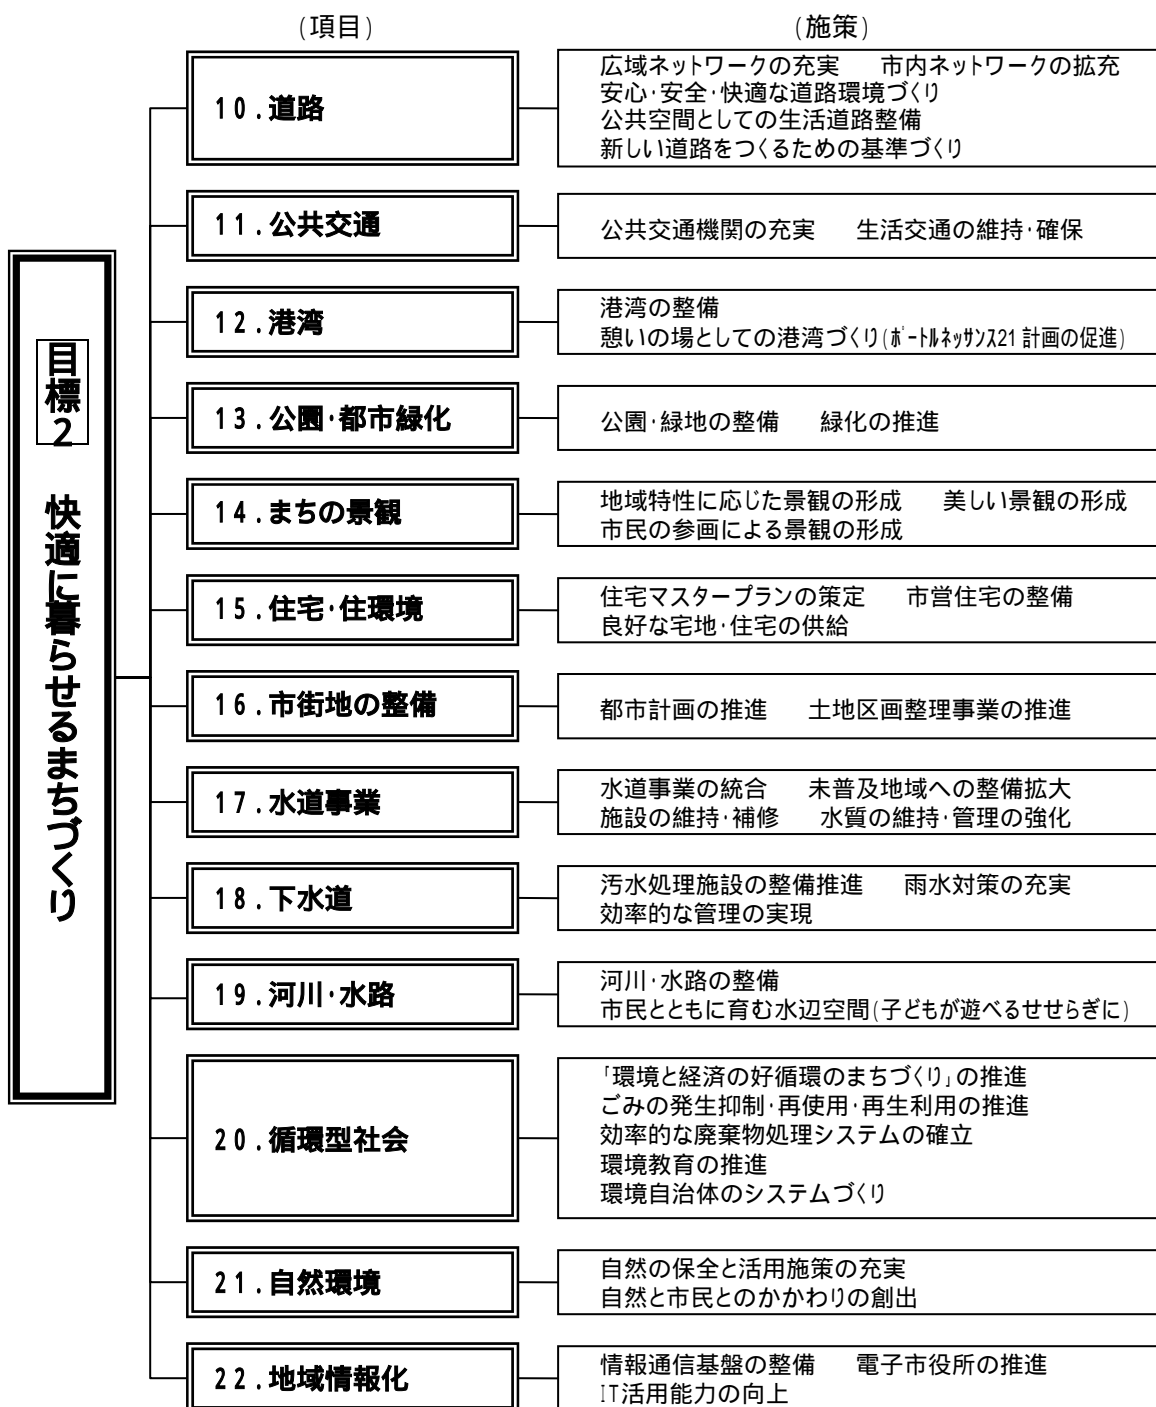 (項目)
(施策)
目標2 快適に暮らせるまちづくり
10.道路
広域ネットワークの充実 市内ネットワークの拡充
安心・安全・快適な道路環境づくり
公共空間としての生活道路整備
新しい道路をつくるための基準づくり
11.公共交通
公共交通機関の充実 生活交通の維持・確保
12.港湾
港湾の整備
憩いの場としての港湾づくり(ポートルネッサンス21計画の促進)
13.公園・都市緑化
公園・緑地の整備 緑化の推進
14.まちの景観
地域特性に応じた景観の形成 美しい景観の形成
市民の参画による景観の形成
15.住宅・住環境
住宅マスタープランの策定 市営住宅の整備
良好な宅地・住宅の供給
16.市街地の整備
都市計画の推進 土地区画整理事業の推進
17.水道事業
水道事業の統合 未普及地域への整備拡大
施設の維持・補修 水質の維持・管理の強化
18.下水道
汚水処理施設の整備推進 雨水対策の充実
効率的な管理の実現
19.河川・水路
河川・水路の整備
市民とともに育む水辺空間(子どもが遊べるせせらぎに)
20.循環型社会
「環境と経済の好循環のまちづくり」の推進
ごみの発生抑制・再使用・再生利用の推進
効率的な廃棄物処理システムの確立
環境教育の推進
環境自治体のシステムづくり
21.自然環境
自然の保全と活用施策の充実
自然と市民とのかかわりの創出
22.地域情報化
情報通信基盤の整備 電子市役所の推進
IT活用能力の向上